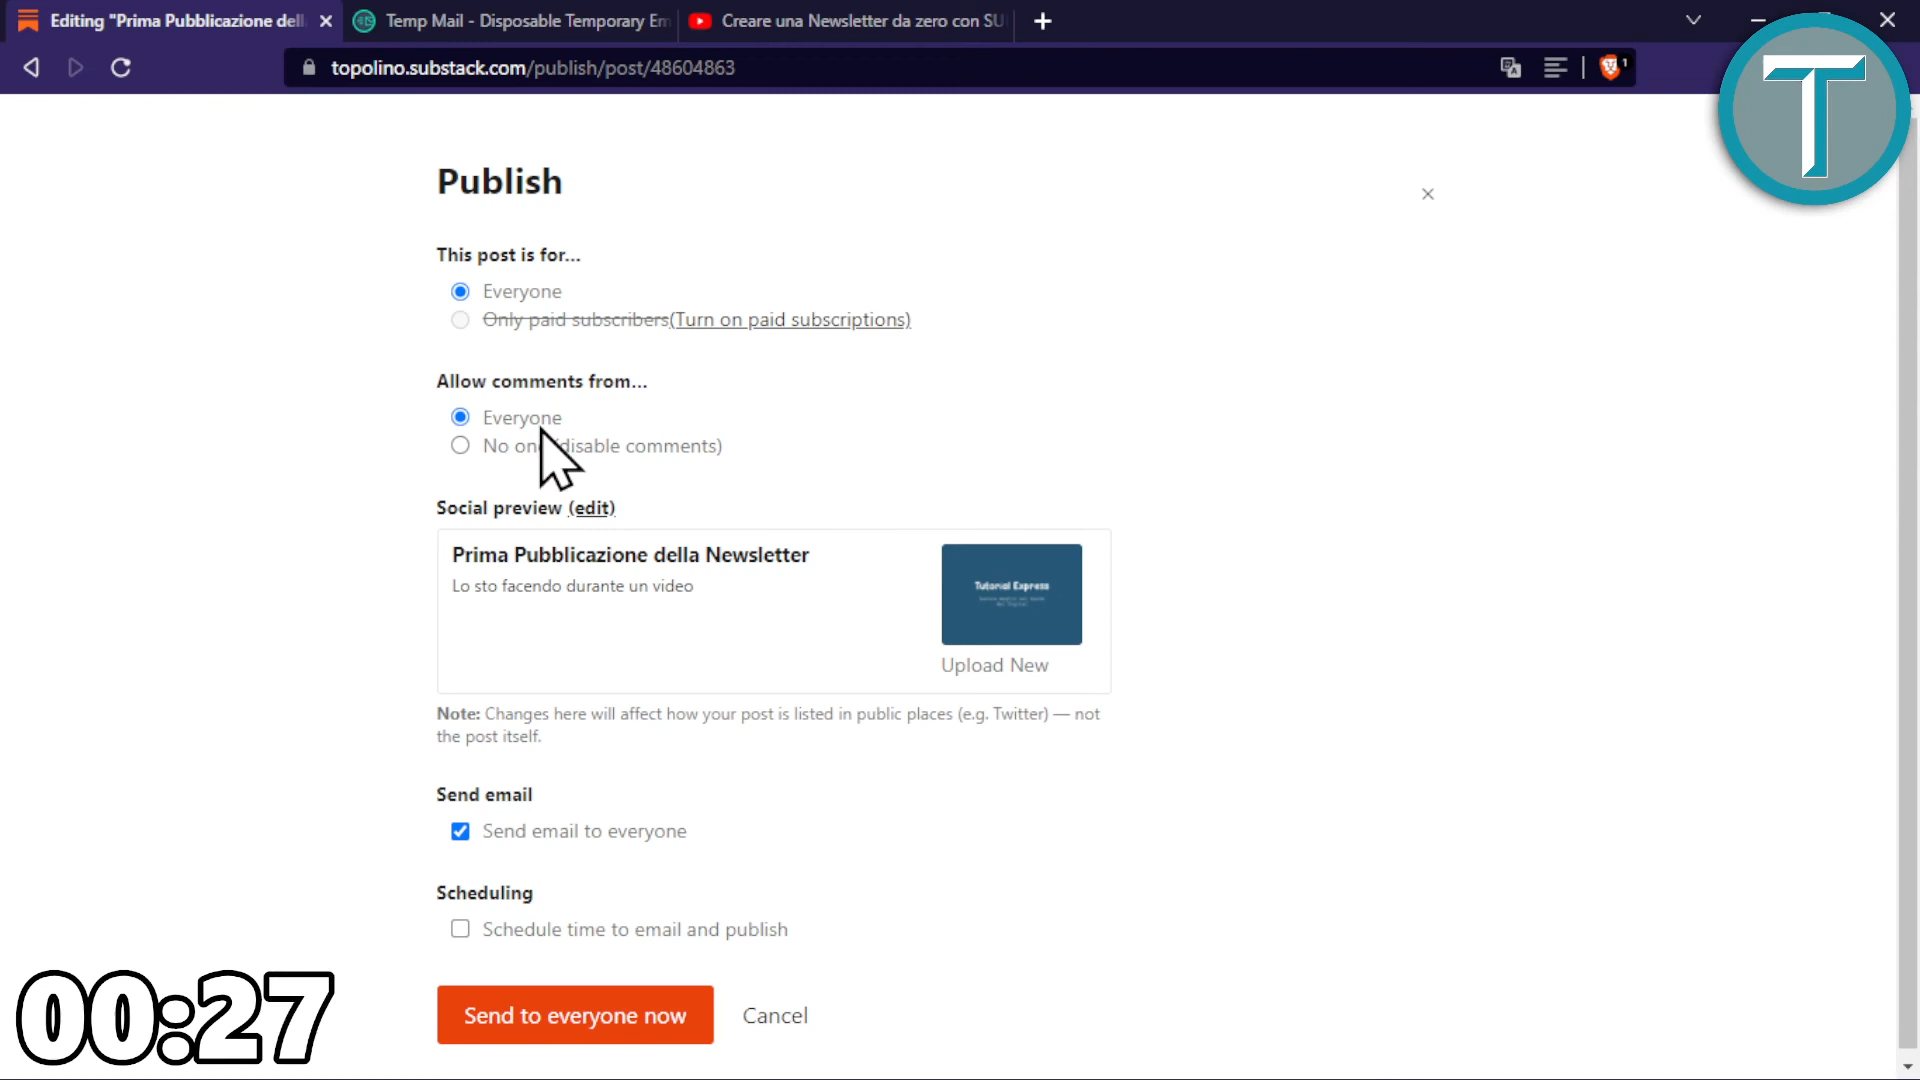 Editing "Prima Pubblicazione dell
Temp Mail - Disposable Temporary Em
Creare una Newsletter da zero con SU
topolino.substack.com/publish/post/48604863
1
T
Publish
This post is for...
Everyone
Only paid subscribers(Turn on paid subscriptions)
Allow comments from...
Everyone
No one (disable comments)
Social preview (edit)
Prima Pubblicazione della Newsletter
Lo sto facendo durante un video
Tutorial Express
Upload New
Note: Changes here will affect how your post is listed in public places (e.g. Twitter) — not
the post itself.
Send email
Send email to everyone
Scheduling
Schedule time to email and publish
Send to everyone now
Cancel
00:27